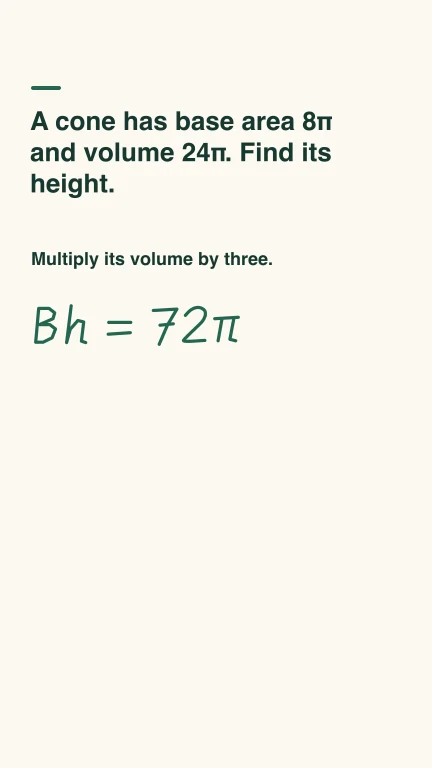 A cone has base area 8π
and volume 24π. Find its
height.
Multiply its volume by three.
Bh = 72π